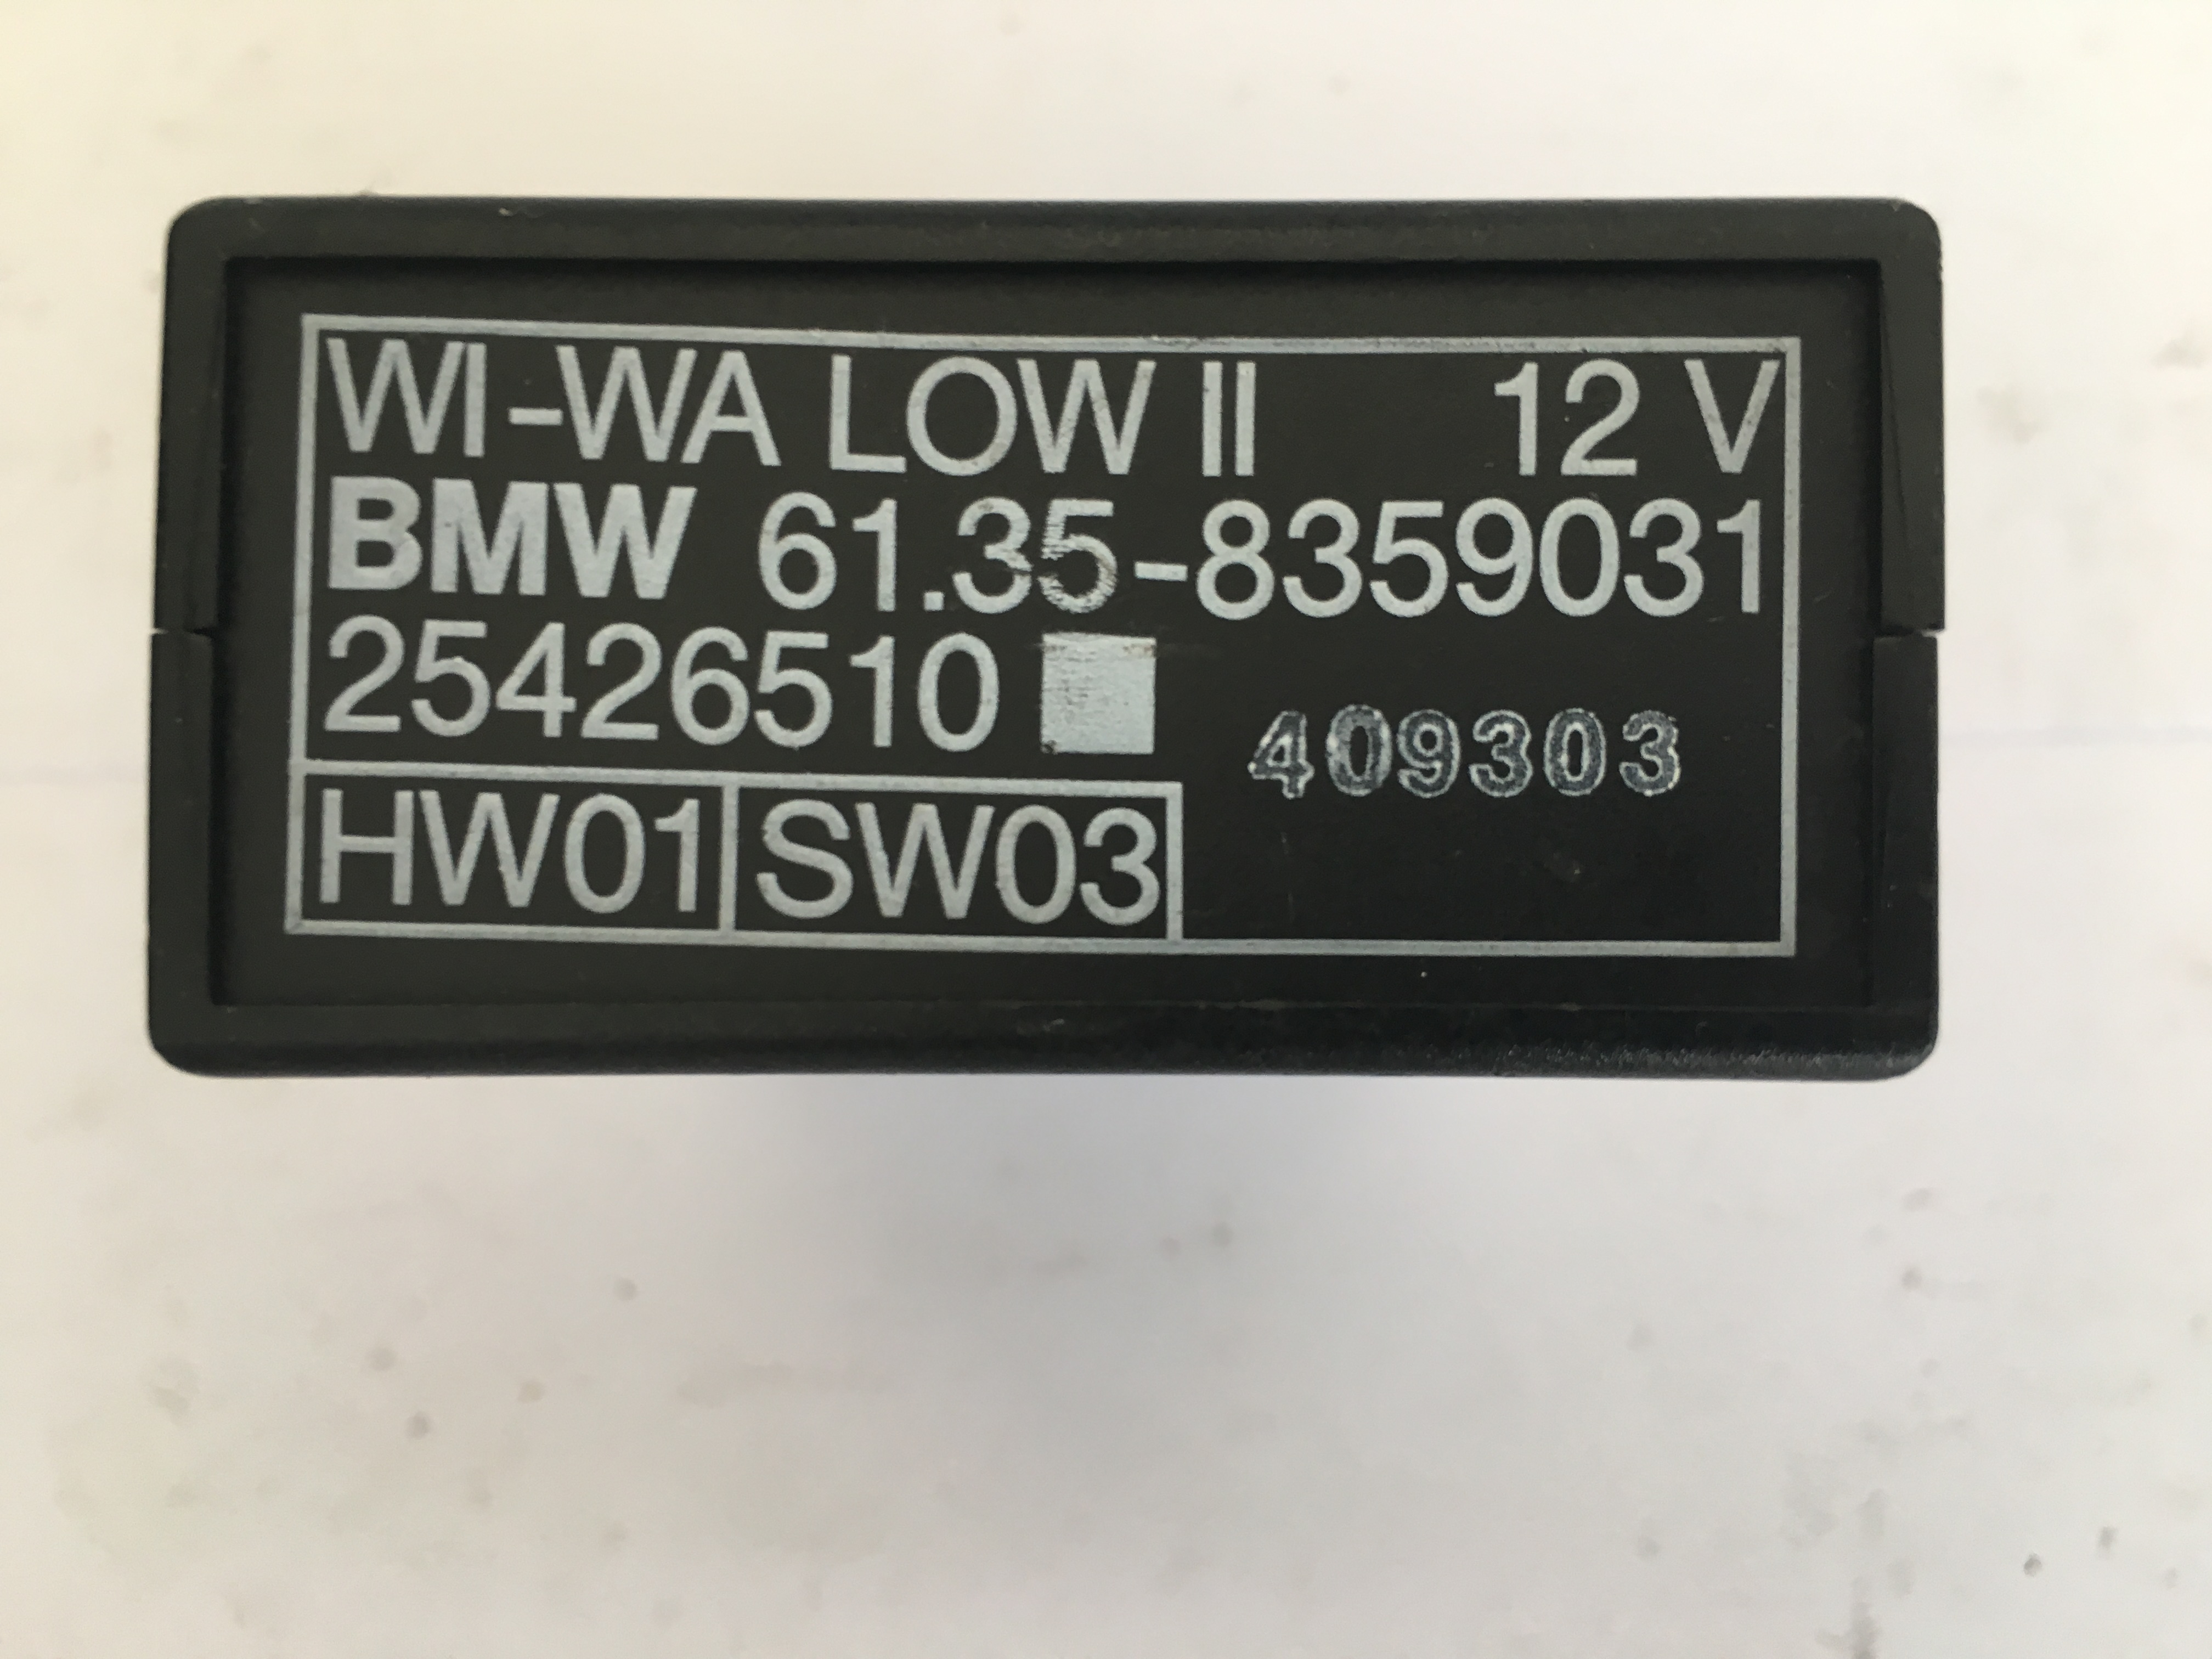 WI-WA LOW II 12 V
BMW 61.35-8359031
25426510
409303
HW01 SW03